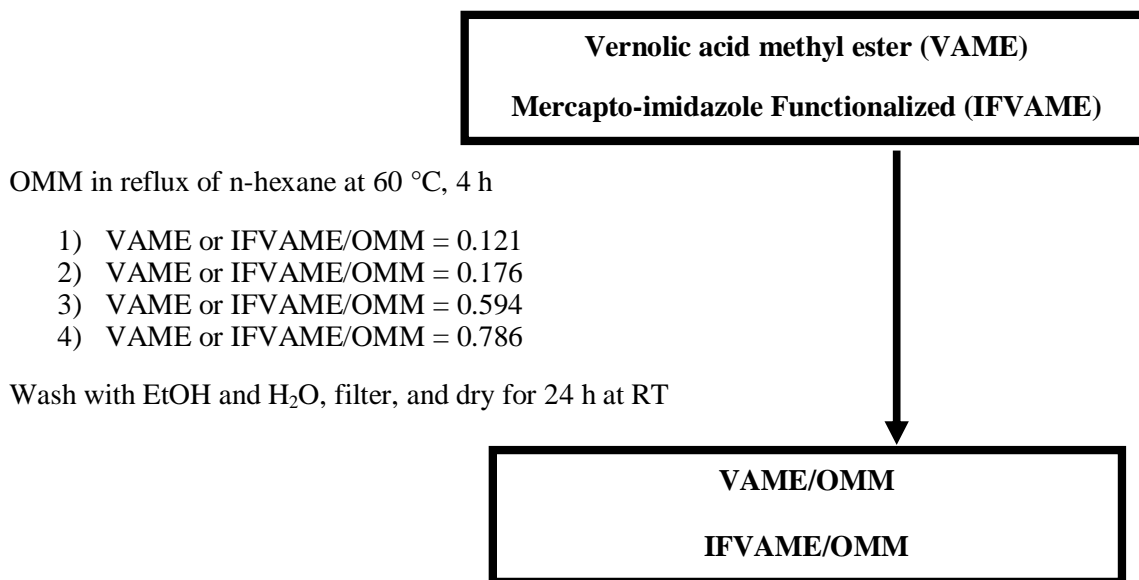 Vernolic acid methyl ester (VAME)
Mercapto-imidazole Functionalized (IFVAME)
OMM in reflux of n-hexane at 60 °C, 4 h
1) VAME or IFVAME/OMM = 0.121
2) VAME or IFVAME/OMM = 0.176
3) VAME or IFVAME/OMM = 0.594
4) VAME or IFVAME/OMM = 0.786
Wash with EtOH and H₂O, filter, and dry for 24 h at RT
VAME/OMM
IFVAME/OMM